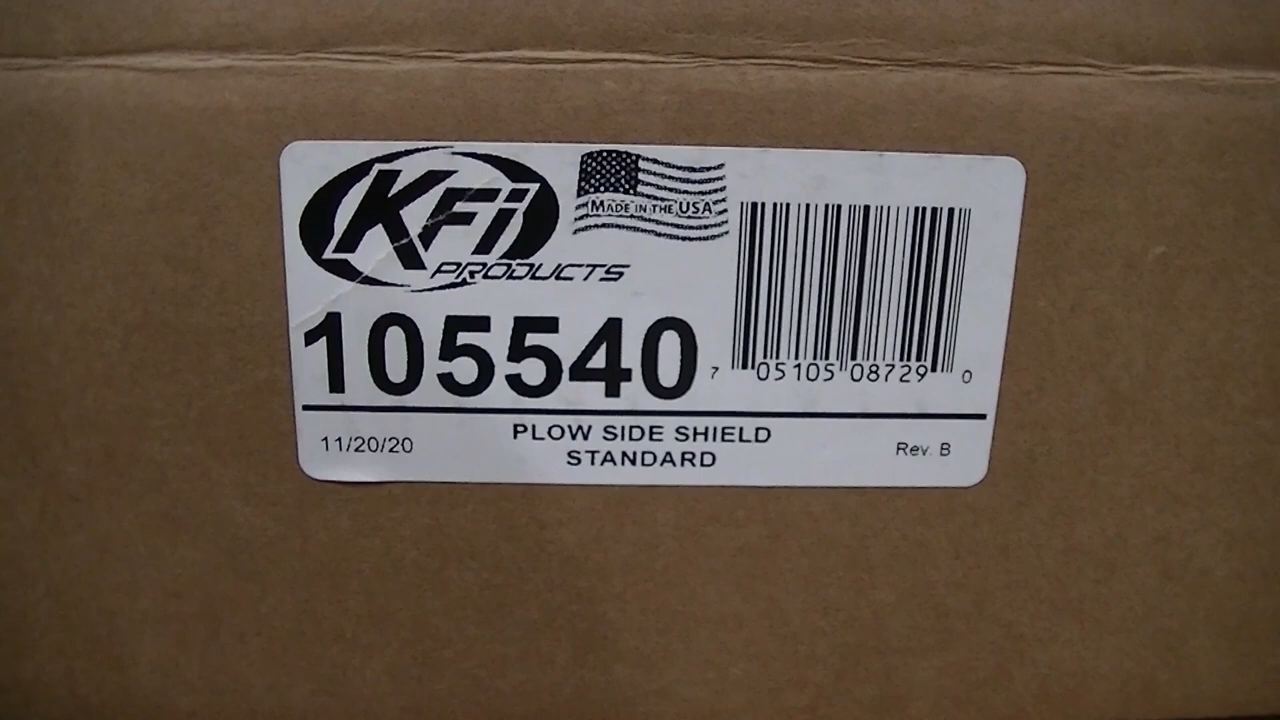 KFi
PRODUCTS
MADE IN THE USA
105540
7 05105 08729 0
11/20/20
PLOW SIDE SHIELD
STANDARD
Rev. B